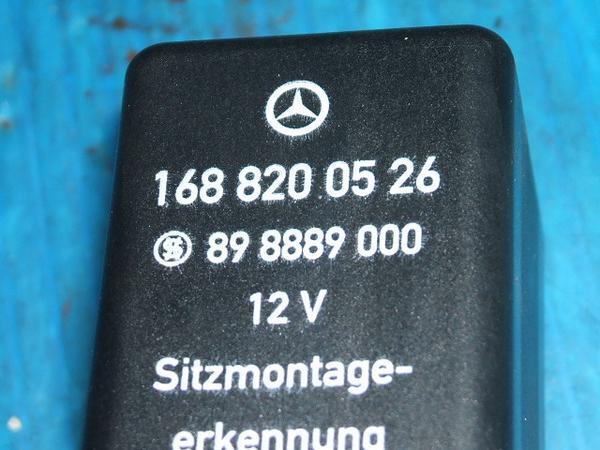 168 820 05 26
89 8889 000
12 V
Sitzmontage-
erkennung